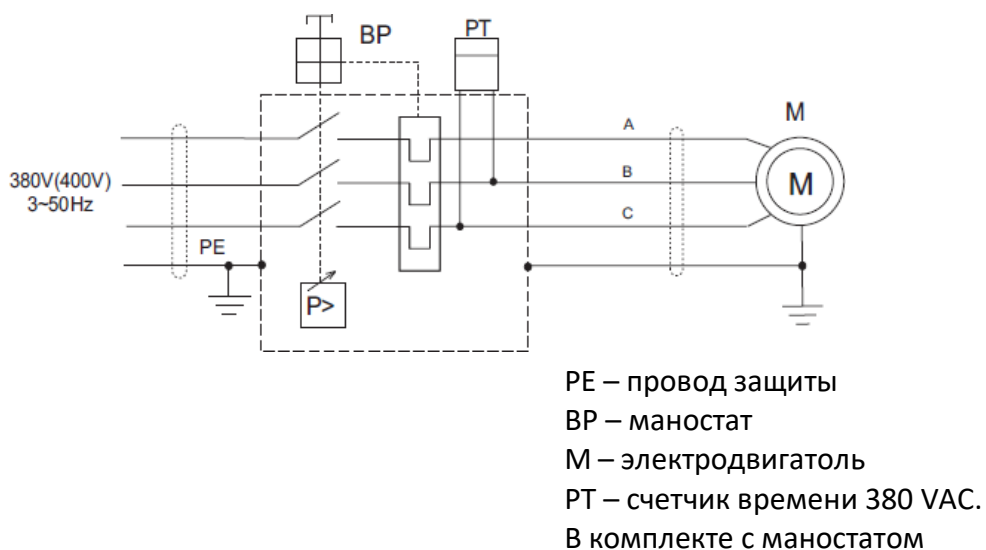 BP
PT
M
A
380V(400V)
3~50Hz
B
M
C
PE
P>
PE – провод защиты
BP – маностат
M – электродвигатоль
PT – счетчик времени 380 VAC.
В комплекте с маностатом